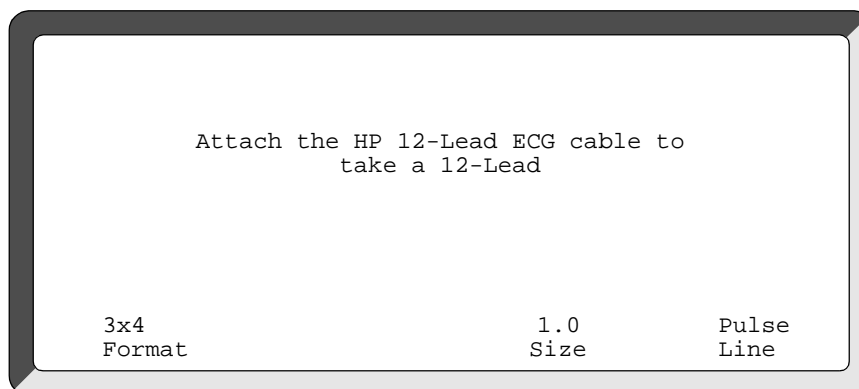 Attach the HP 12-Lead ECG cable to
take a 12-Lead
3x4 1.0 Pulse
Format Size Line